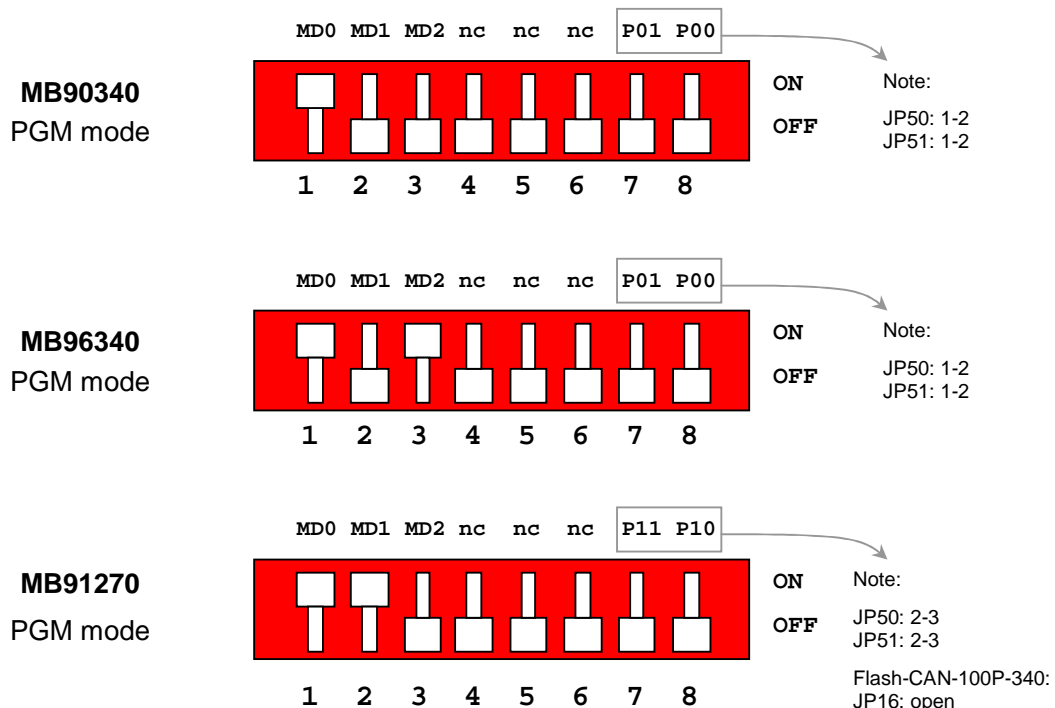 MD0 MD1 MD2 nc nc nc P01 P00
MB90340
PGM mode
ON
OFF
Note:
JP50: 1-2
JP51: 1-2
1 2 3 4 5 6 7 8
MD0 MD1 MD2 nc nc nc P01 P00
MB96340
PGM mode
ON
OFF
Note:
JP50: 1-2
JP51: 1-2
1 2 3 4 5 6 7 8
MD0 MD1 MD2 nc nc nc P11 P10
MB91270
PGM mode
ON
OFF
Note:
JP50: 2-3
JP51: 2-3
Flash-CAN-100P-340:
JP16: open
1 2 3 4 5 6 7 8